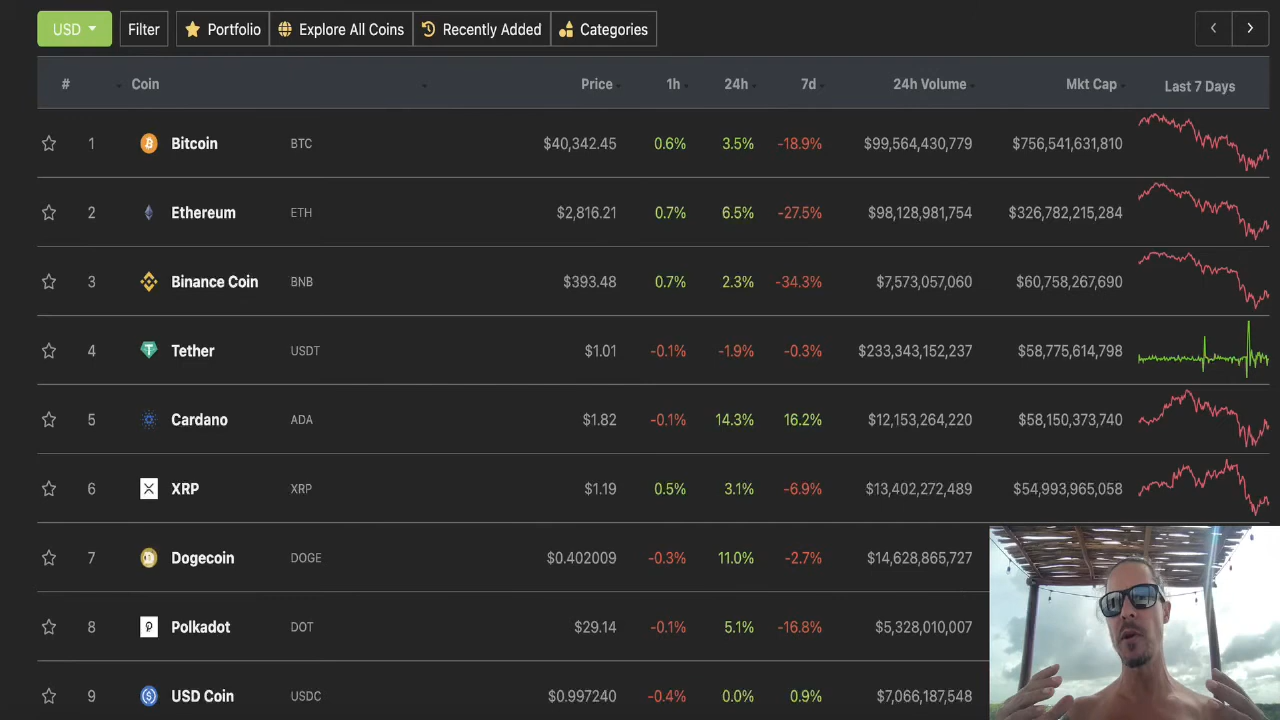 USD Filter Portfolio Explore All Coins Recently Added Categories
# Coin Price 1h 24h 7d 24h Volume Mkt Cap Last 7 Days
1 Bitcoin BTC $40,342.45 0.6% 3.5% -18.9% $99,564,430,779 $756,541,631,810
2 Ethereum ETH $2,816.21 0.7% 6.5% -27.5% $98,128,981,754 $326,782,215,284
3 Binance Coin BNB $393.48 0.7% 2.3% -34.3% $7,573,057,060 $60,758,267,690
4 Tether USDT $1.01 -0.1% -1.9% -0.3% $233,343,152,237 $58,775,614,798
5 Cardano ADA $1.82 -0.1% 14.3% 16.2% $12,153,264,220 $58,150,373,740
6 XRP XRP $1.19 0.5% 3.1% -6.9% $13,402,272,489 $54,993,965,058
7 Dogecoin DOGE $0.402009 -0.3% 11.0% -2.7% $14,628,865,727
8 Polkadot DOT $29.14 -0.1% 5.1% -16.8% $5,328,010,007
9 USD Coin USDC $0.997240 -0.4% 0.0% 0.9% $7,066,187,548